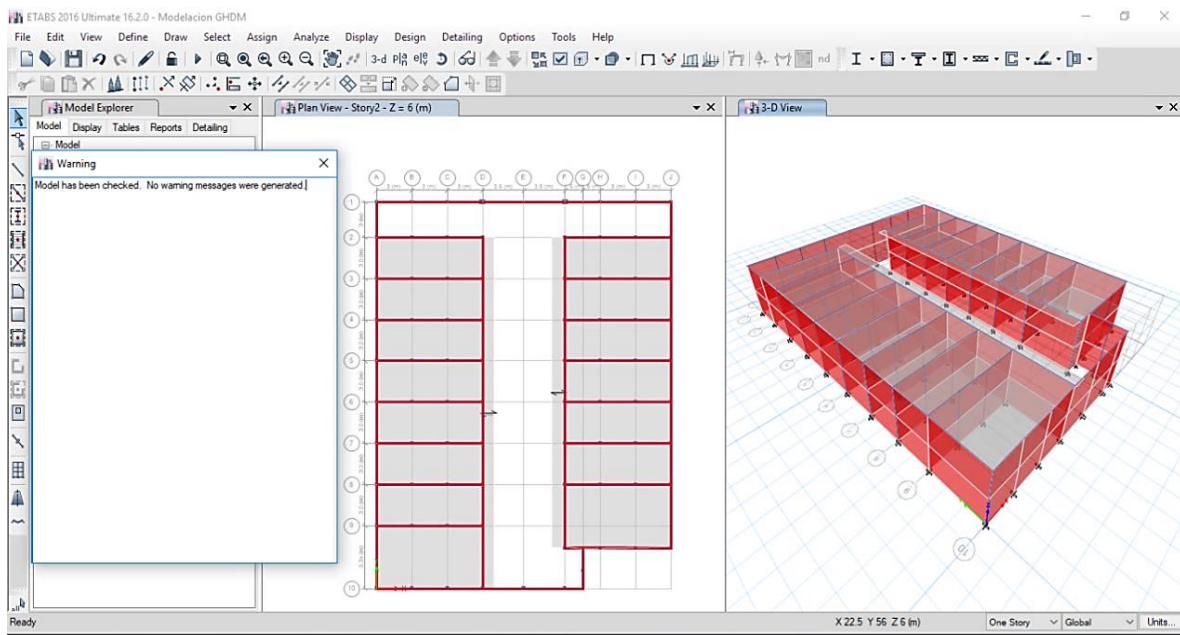 ETABS 2016 Ultimate 16.2.0 - Modelacion GHDM
File Edit View Define Draw Select Assign Analyze Display Design Detailing Options Tools Help
3-d
nd
Model Explorer
Plan View - Story2 - Z = 6 (m)
3-D View
Model Display Tables Reports Detailing
Model
Warning
Model has been checked. No warning messages were generated.
A B C D E F G H I J
1
2
3
4
5
6
7
8
9
10
Ready
X 22.5 Y 56 Z 6 (m)
One Story
Global
Units...